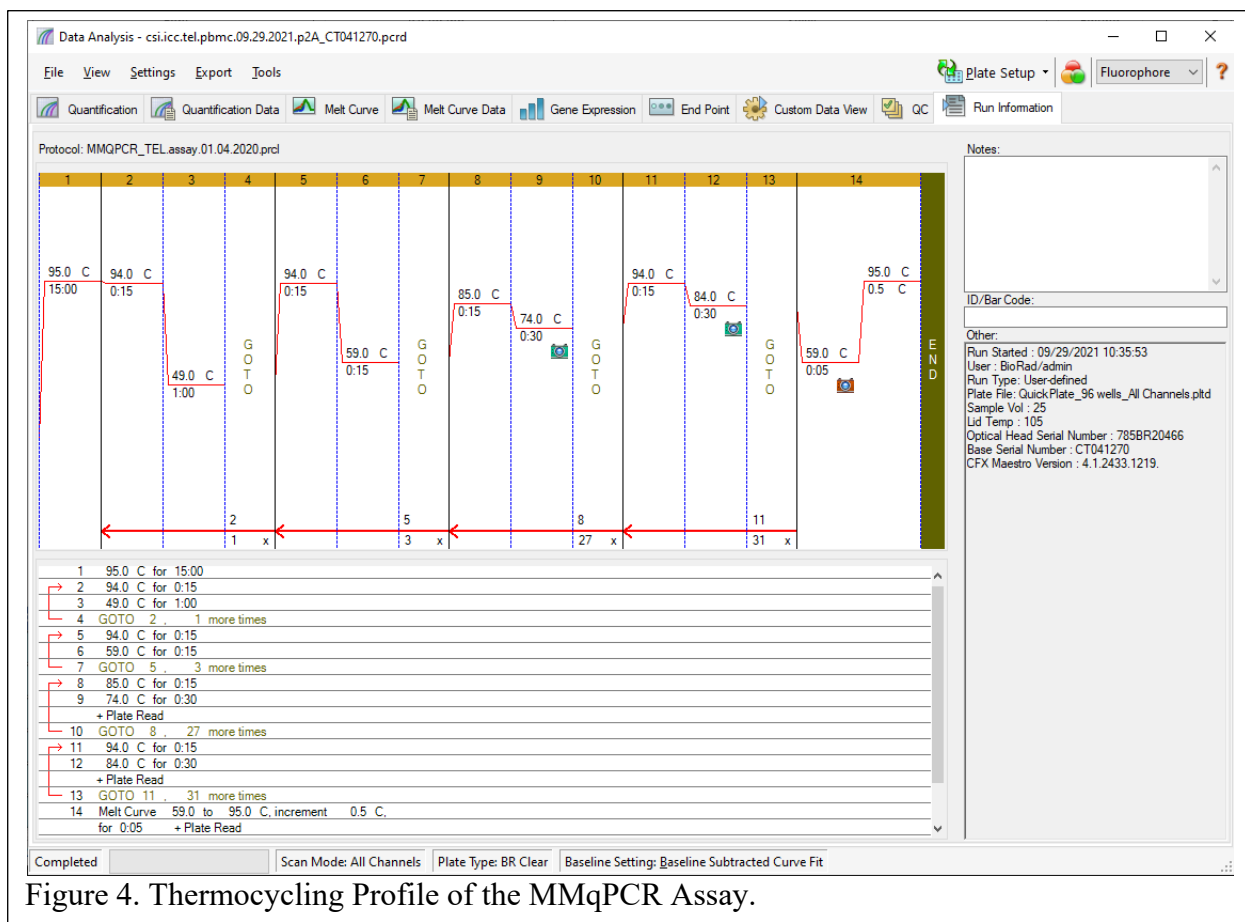 Data Analysis - csi.icc.tel.pbmc.09.29.2021.p2A_CT041270.pcrd
File View Settings Export Tools
Plate Setup
Fluorophore
?
Quantification Quantification Data Melt Curve Melt Curve Data Gene Expression End Point Custom Data View QC Run Information
Protocol: MMQPCR_TEL.assay.01.04.2020.prcl
1 2 3 4 5 6 7 8 9 10 11 12 13 14
95.0 C
15:00
94.0 C
0:15
49.0 C
1:00
GOTO
2
1 x
94.0 C
0:15
59.0 C
0:15
GOTO
5
3 x
85.0 C
0:15
74.0 C
0:30
GOTO
8
27 x
94.0 C
0:15
84.0 C
0:30
GOTO
11
31 x
59.0 C
0:05
95.0 C
0.5 C
END
1 95.0 C for 15:00
2 94.0 C for 0:15
3 49.0 C for 1:00
4 GOTO 2 , 1 more times
5 94.0 C for 0:15
6 59.0 C for 0:15
7 GOTO 5 , 3 more times
8 85.0 C for 0:15
9 74.0 C for 0:30
+ Plate Read
10 GOTO 8 , 27 more times
11 94.0 C for 0:15
12 84.0 C for 0:30
+ Plate Read
13 GOTO 11 , 31 more times
14 Melt Curve 59.0 to 95.0 C, increment 0.5 C,
for 0:05 + Plate Read
Notes:
ID/Bar Code:
Other:
Run Started : 09/29/2021 10:35:53
User : BioRad/admin
Run Type: User-defined
Plate File: QuickPlate_96 wells_All Channels.pltd
Sample Vol : 25
Lid Temp : 105
Optical Head Serial Number : 785BR20466
Base Serial Number : CT041270
CFX Maestro Version : 4.1.2433.1219.
Completed
Scan Mode: All Channels
Plate Type: BR Clear
Baseline Setting: Baseline Subtracted Curve Fit
Figure 4. Thermocycling Profile of the MMqPCR Assay.